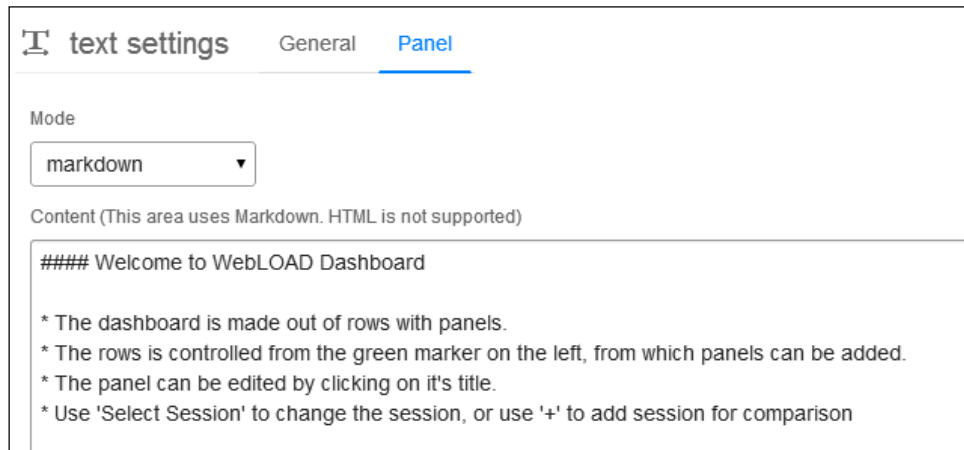 text settings General Panel
Mode
markdown
Content (This area uses Markdown. HTML is not supported)
#### Welcome to WebLOAD Dashboard
* The dashboard is made out of rows with panels.
* The rows is controlled from the green marker on the left, from which panels can be added.
* The panel can be edited by clicking on it's title.
* Use 'Select Session' to change the session, or use '+' to add session for comparison